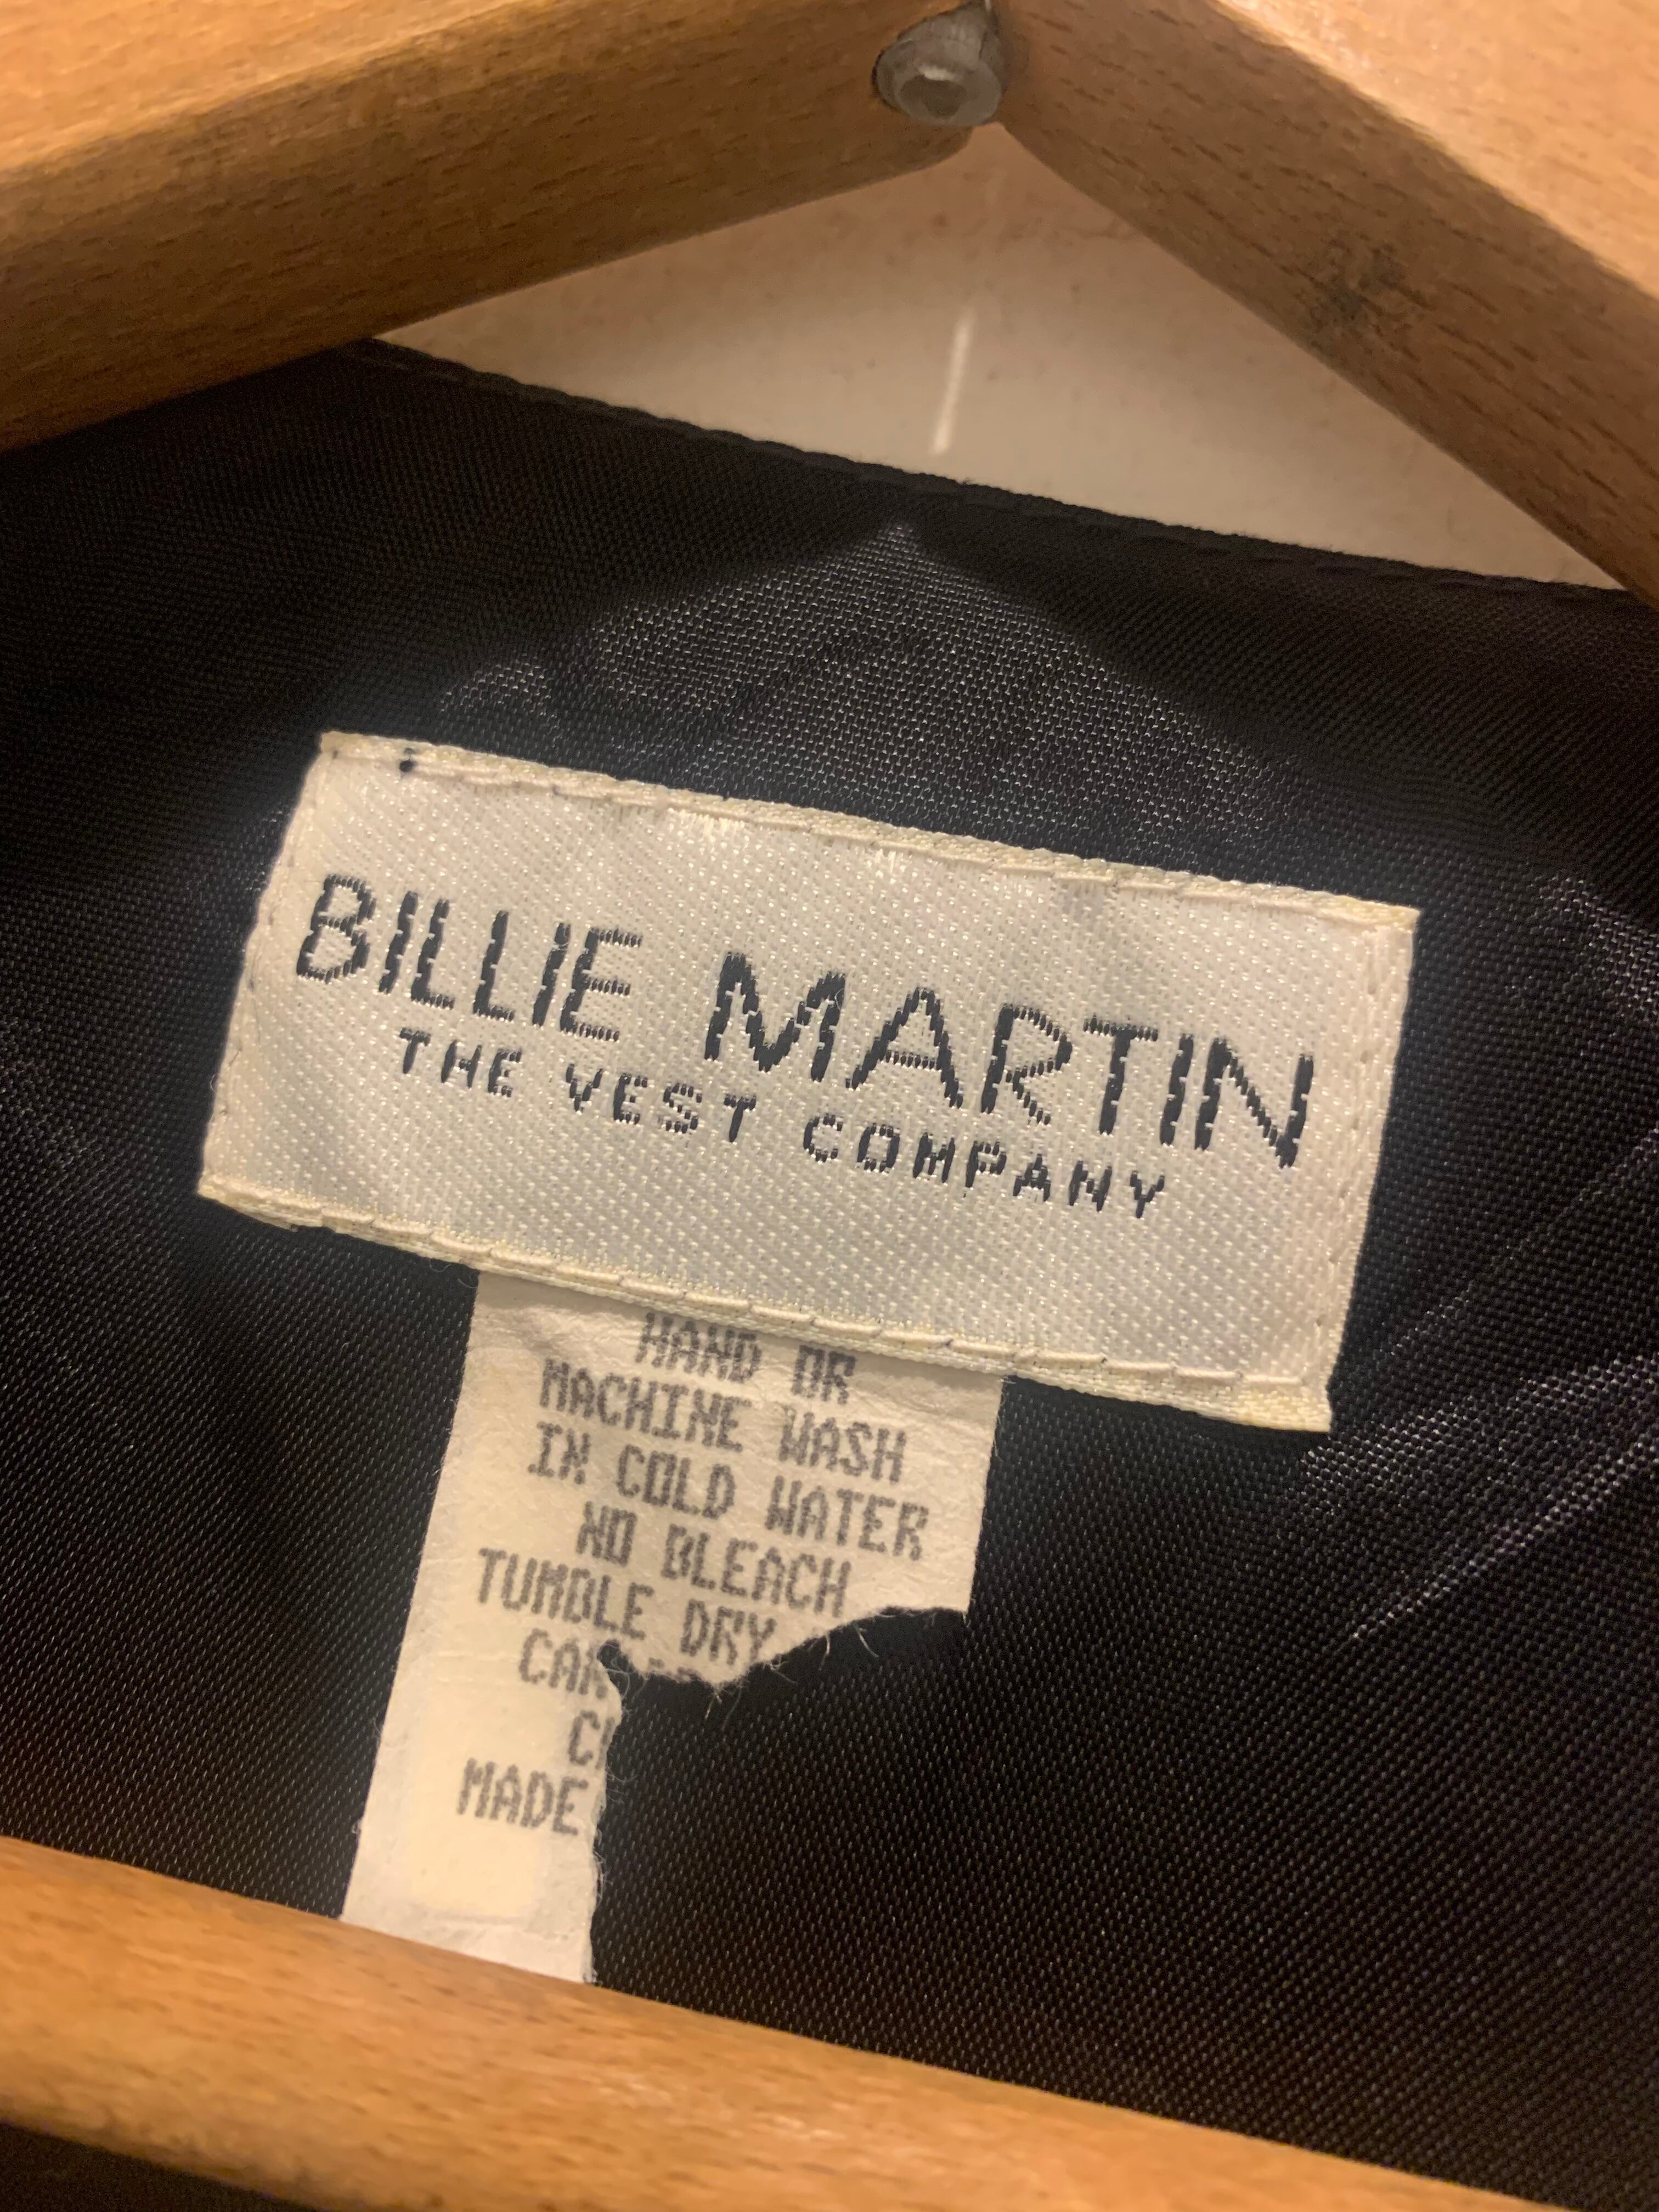 BILLIE MARTIN
THE VEST COMPANY
HAND OR
MACHINE WASH
IN COLD WATER
NO BLEACH
TUMBLE DRY
MADE